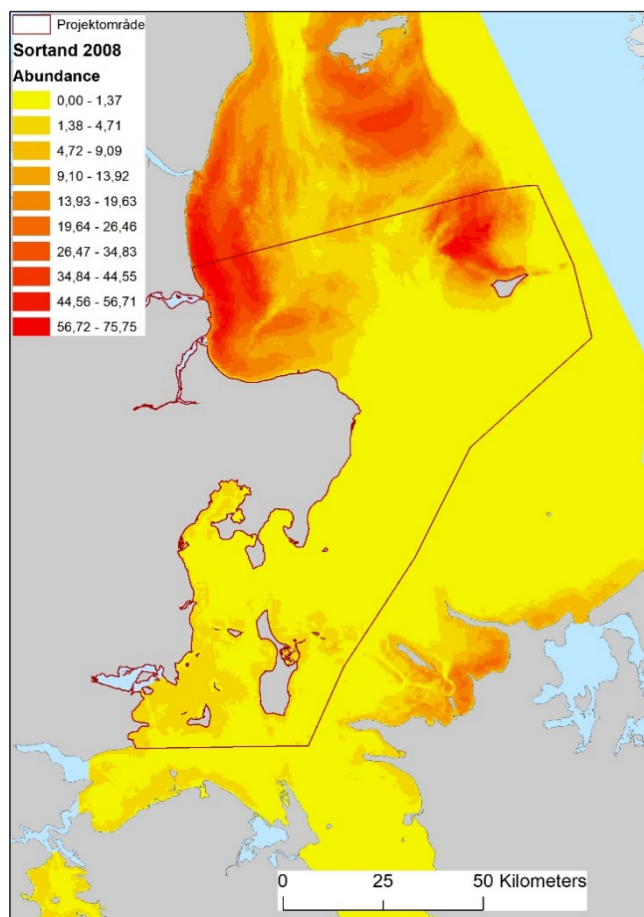 Projektområde
Sortand 2008
Abundance
0,00 - 1,37
1,38 - 4,71
4,72 - 9,09
9,10 - 13,92
13,93 - 19,63
19,64 - 26,46
26,47 - 34,83
34,84 - 44,55
44,56 - 56,71
56,72 - 75,75
0 25 50 Kilometers